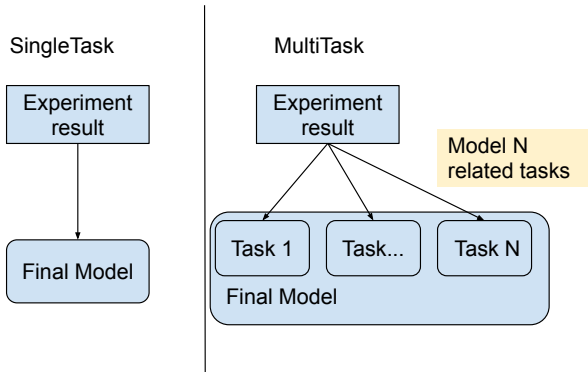 SingleTask
Experiment
result
Final Model
MultiTask
Experiment
result
Model N
related tasks
Task 1
Task...
Task N
Final Model